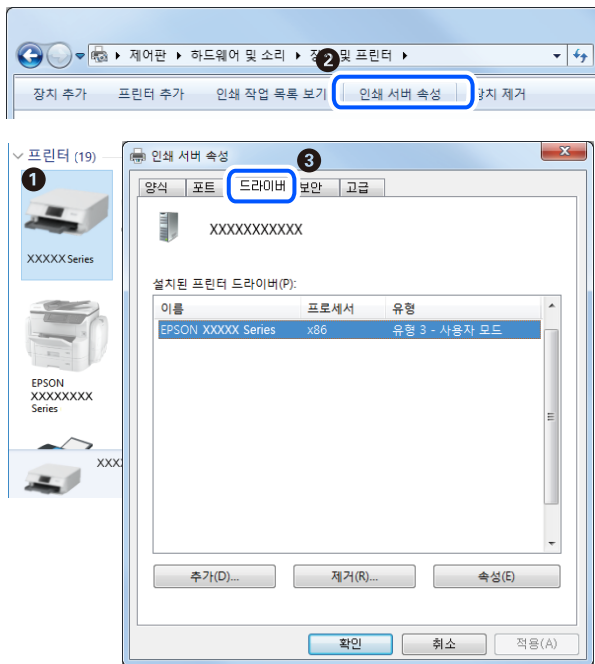 제어판 ▸ 하드웨어 및 소리 ▸ 장치 및 프린터 ▸
2
장치 추가 프린터 추가 인쇄 작업 목록 보기 인쇄 서버 속성 장치 제거
프린터 (19)
1
XXXXX Series
EPSON
XXXXXXXX
Series
인쇄 서버 속성
3
양식 포트 드라이버 보안 고급
XXXXXXXXXXX
설치된 프린터 드라이버(P):
이름 프로세서 유형
EPSON XXXXX Series x86 유형 3 - 사용자 모드
추가(D)... 제거(R)... 속성(E)
확인 취소 적용(A)